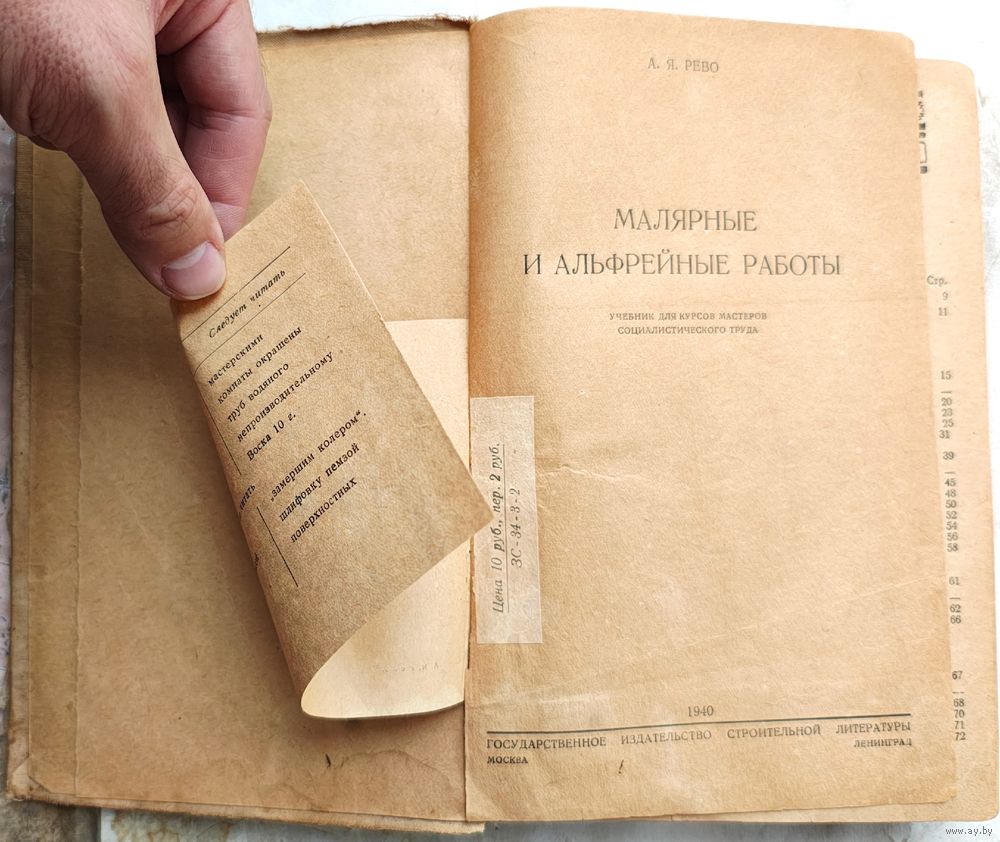 Следует читать
мастерскими
комнаты окрашены
труб водяного
непроизводительному
Воска 10 г.
„замершим колером“.
шлифовку пемзой
поверхностных
А. Я. РЕВО
МАЛЯРНЫЕ
И АЛЬФРЕЙНЫЕ РАБОТЫ
УЧЕБНИК ДЛЯ КУРСОВ МАСТЕРОВ
СОЦИАЛИСТИЧЕСКОГО ТРУДА
Цена 10 руб., пер. 2 руб.
ЗС-34-3-2
1940
ГОСУДАРСТВЕННОЕ ИЗДАТЕЛЬСТВО СТРОИТЕЛЬНОЙ ЛИТЕРАТУРЫ
МОСКВА ЛЕНИНГРАД
Стр.
9
11
15
—
20
23
25
31
39
—
45
48
50
52
54
56
58
61
—
62
66
67
—
68
70
71
72
www.ay.by